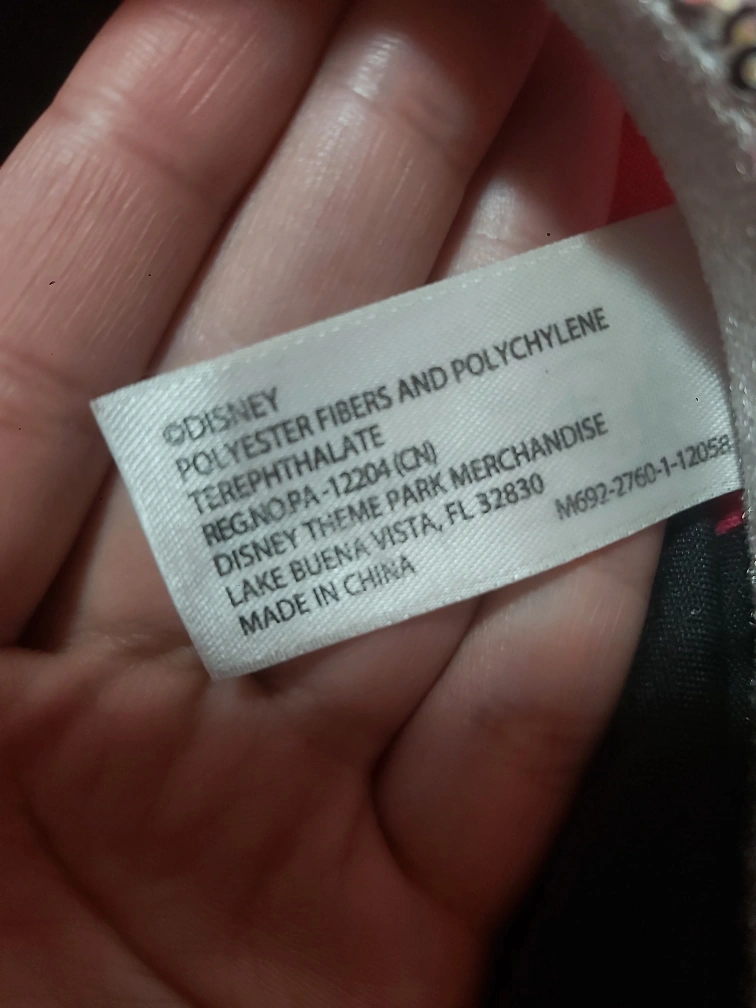 ©DISNEY
POLYESTER FIBERS AND POLYCHYLENE
TEREPHTHALATE
REG.NO.PA-12204 (CN)
DISNEY THEME PARK MERCHANDISE
LAKE BUENA VISTA, FL 32830
MADE IN CHINA
M692-2760-1-12058